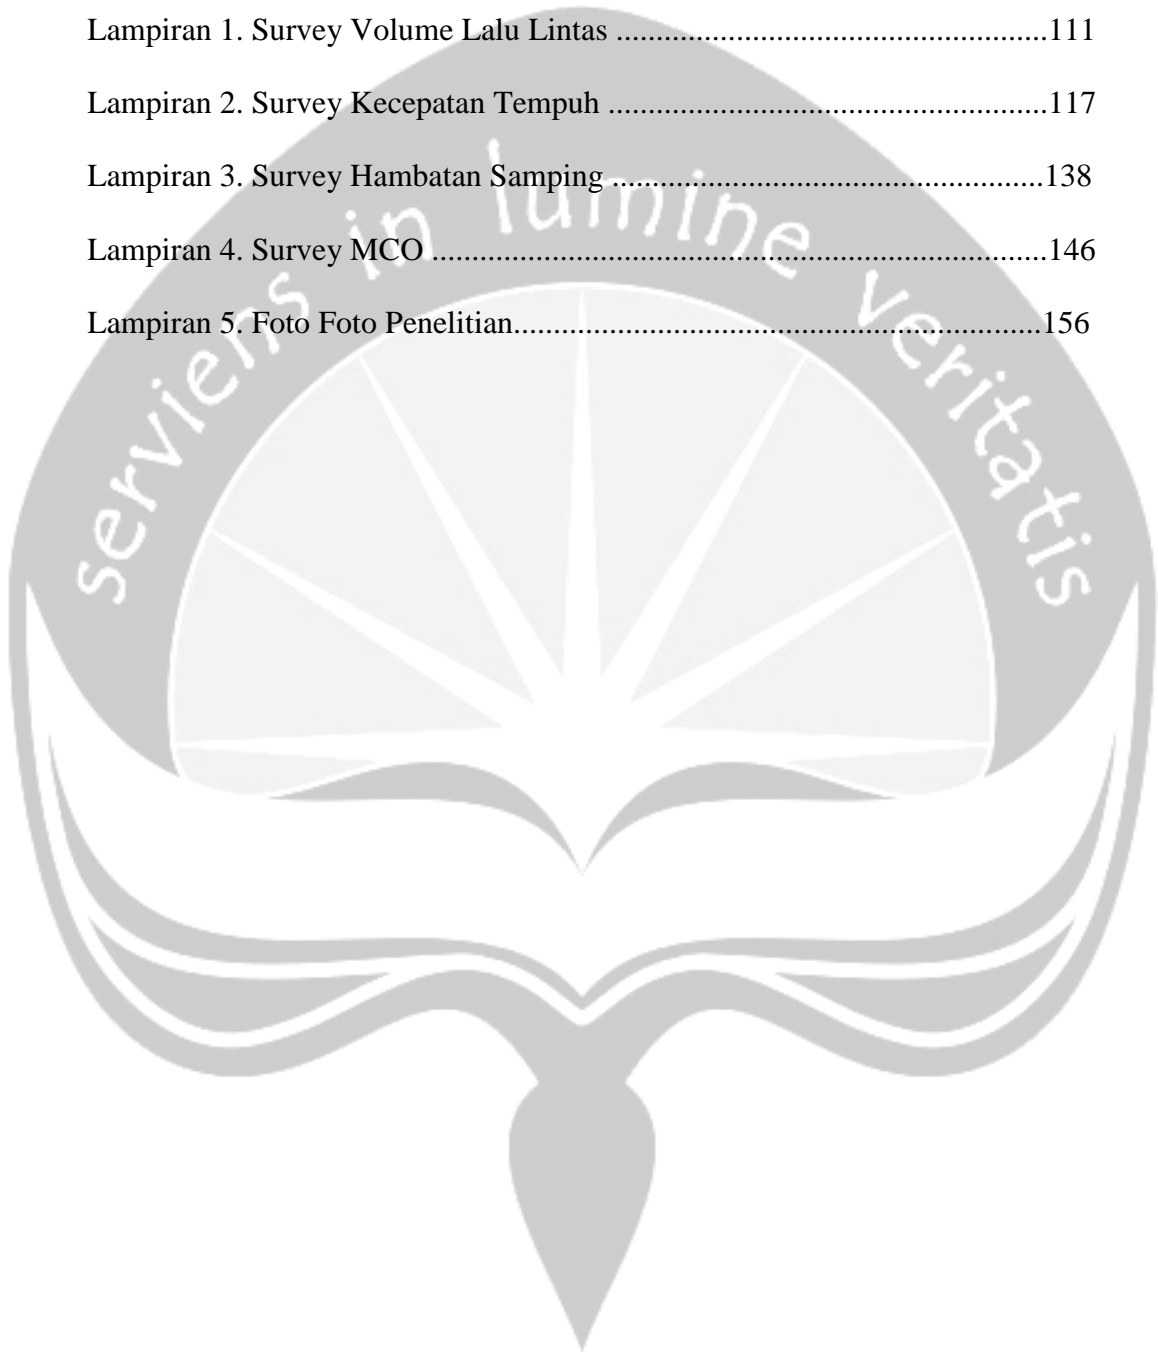 Lampiran 1. Survey Volume Lalu Lintas ......................................................111
Lampiran 2. Survey Kecepatan Tempuh .......................................................117
Lampiran 3. Survey Hambatan Samping ......................................................138
Lampiran 4. Survey MCO .............................................................................146
Lampiran 5. Foto Foto Penelitian..................................................................156
serviens in lumine veritatis